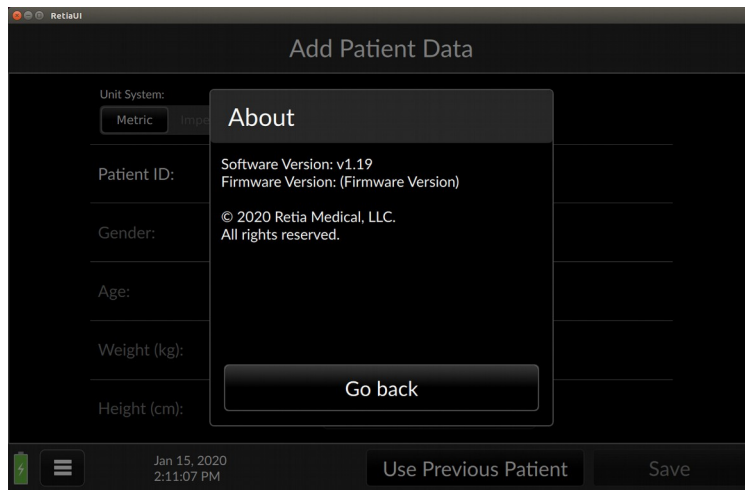 RetiaUI
Add Patient Data
Unit System:
Metric
About
Software Version: v1.19
Firmware Version: (Firmware Version)
© 2020 Retia Medical, LLC.
All rights reserved.
Go back
Patient ID:
Gender:
Age:
Weight (kg):
Height (cm):
Jan 15, 2020
2:11:07 PM
Use Previous Patient
Save